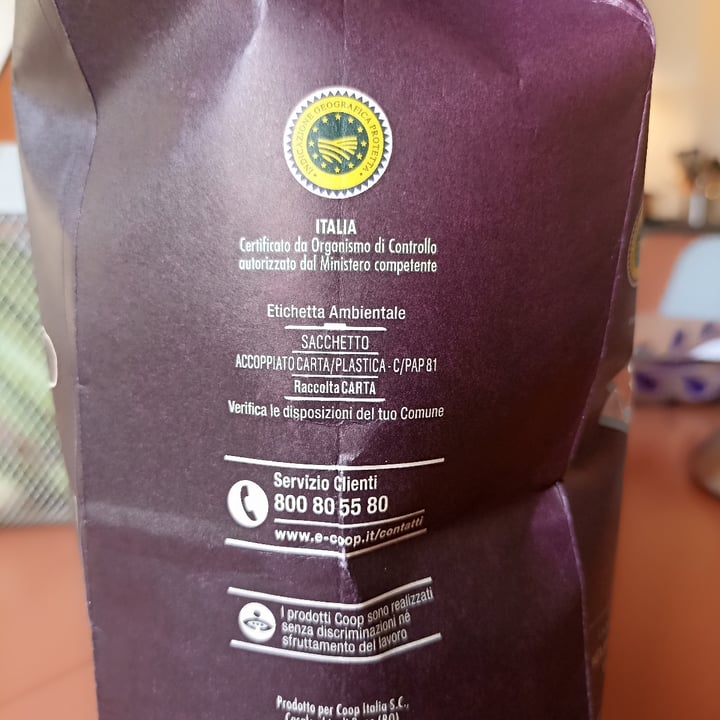 INDICAZIONE GEOGRAFICA PROTETTA
ITALIA
Certificato da Organismo di Controllo
autorizzato dal Ministero competente
Etichetta Ambientale
SACCHETTO
ACCOPPIATO CARTA/PLASTICA - C/PAP 81
Raccolta CARTA
Verifica le disposizioni del tuo Comune
Servizio Clienti
800 80 55 80
www.e-coop.it/contatti
I prodotti Coop sono realizzati
senza discriminazioni né
sfruttamento del lavoro
Prodotto per Coop Italia S.C.,
(BO)